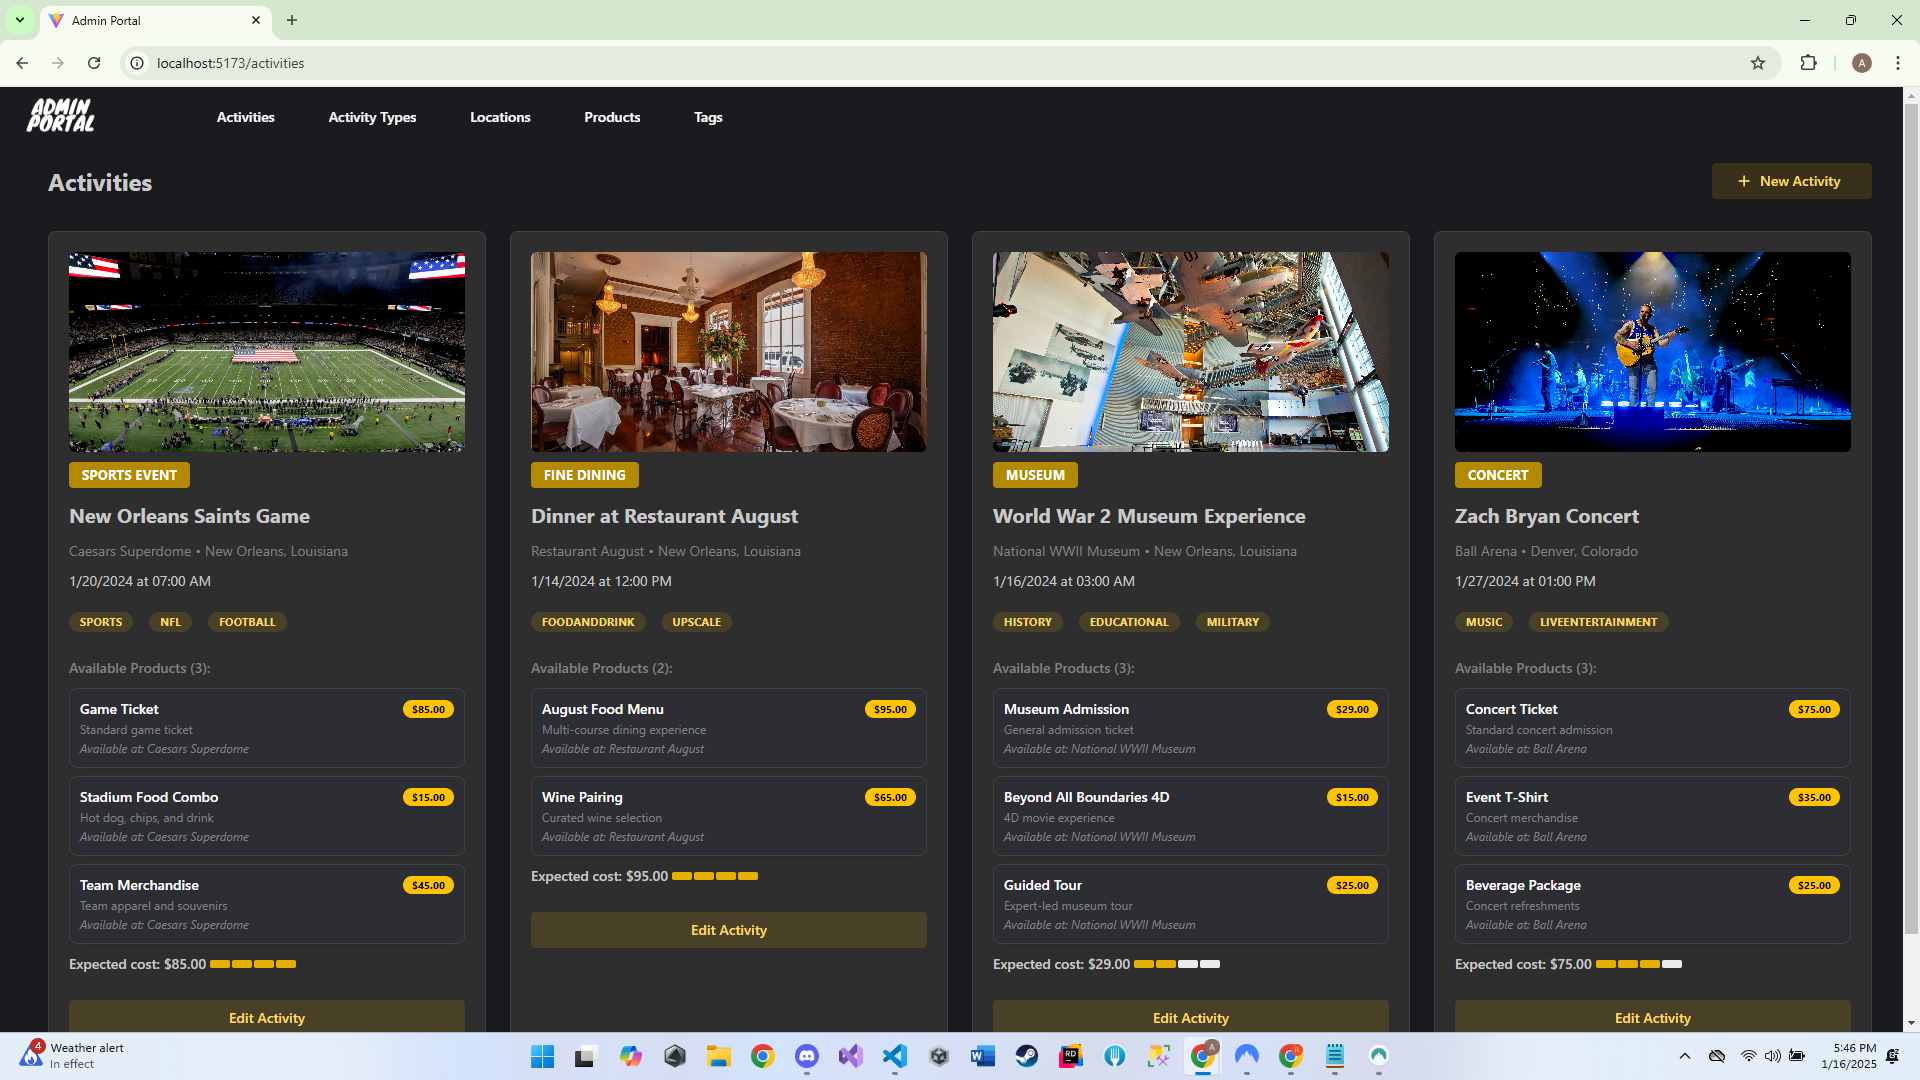 Admin Portal
localhost:5173/activities
A
ADMIN
PORTAL
Activities
Activity Types
Locations
Products
Tags
Activities
+ New Activity
SPORTS EVENT
New Orleans Saints Game
Caesars Superdome • New Orleans, Louisiana
1/20/2024 at 07:00 AM
SPORTS NFL FOOTBALL
Available Products (3):
Game Ticket $85.00
Standard game ticket
Available at: Caesars Superdome
Stadium Food Combo $15.00
Hot dog, chips, and drink
Available at: Caesars Superdome
Team Merchandise $45.00
Team apparel and souvenirs
Available at: Caesars Superdome
Expected cost: $85.00
Edit Activity
FINE DINING
Dinner at Restaurant August
Restaurant August • New Orleans, Louisiana
1/14/2024 at 12:00 PM
FOODANDDRINK UPSCALE
Available Products (2):
August Food Menu $95.00
Multi-course dining experience
Available at: Restaurant August
Wine Pairing $65.00
Curated wine selection
Available at: Restaurant August
Expected cost: $95.00
Edit Activity
MUSEUM
World War 2 Museum Experience
National WWII Museum • New Orleans, Louisiana
1/16/2024 at 03:00 AM
HISTORY EDUCATIONAL MILITARY
Available Products (3):
Museum Admission $29.00
General admission ticket
Available at: National WWII Museum
Beyond All Boundaries 4D $15.00
4D movie experience
Available at: National WWII Museum
Guided Tour $25.00
Expert-led museum tour
Available at: National WWII Museum
Expected cost: $29.00
Edit Activity
CONCERT
Zach Bryan Concert
Ball Arena • Denver, Colorado
1/27/2024 at 01:00 PM
MUSIC LIVEENTERTAINMENT
Available Products (3):
Concert Ticket $75.00
Standard concert admission
Available at: Ball Arena
Event T-Shirt $35.00
Concert merchandise
Available at: Ball Arena
Beverage Package $25.00
Concert refreshments
Available at: Ball Arena
Expected cost: $75.00
Edit Activity
4
Weather alert
In effect
RD
A
5:46 PM
1/16/2025